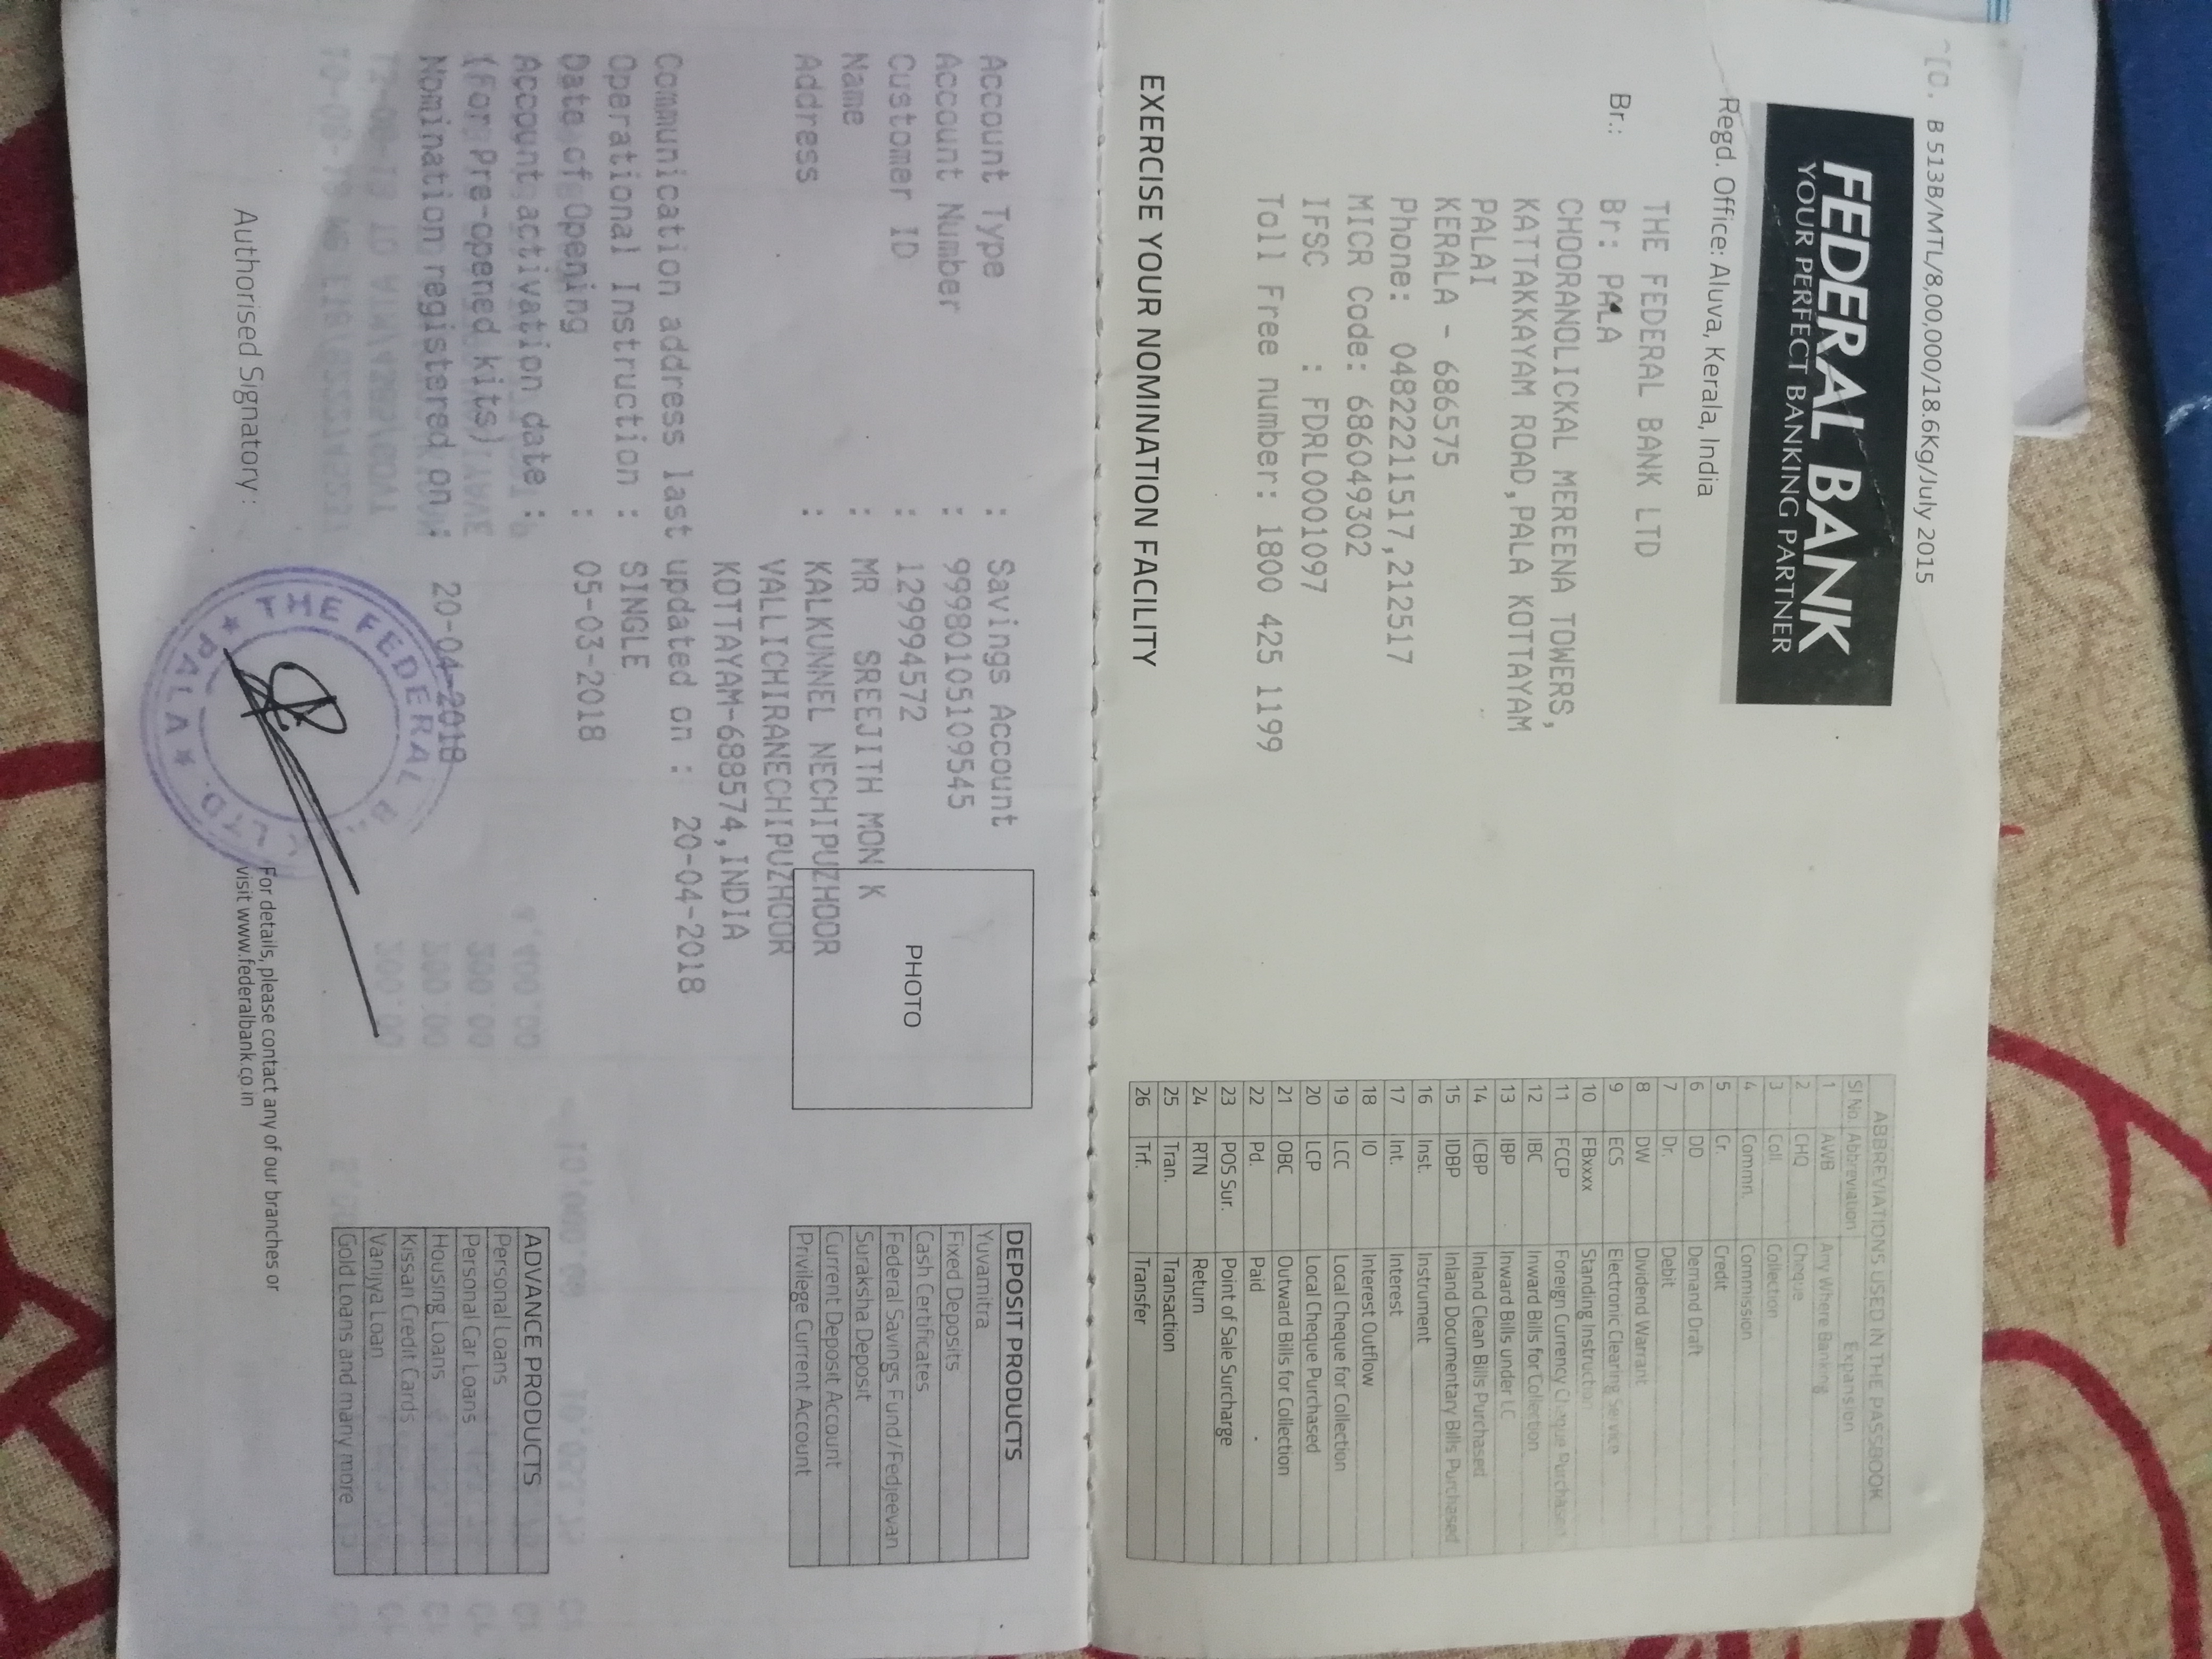 B 513B/MTL/8,00,000/18.6Kg/July 2015
FEDERAL BANK
YOUR PERFECT BANKING PARTNER
Regd. Office: Aluva, Kerala, India
THE FEDERAL BANK LTD
Br.: Br: PALA
CHOORANOLICKAL MEREENA TOWERS,
KATTAKKAYAM ROAD,PALA KOTTAYAM
PALAI
KERALA - 686575
Phone: 04822211517,212517
MICR Code: 686049302
IFSC : FDRL0001097
Toll Free number: 1800 425 1199
EXERCISE YOUR NOMINATION FACILITY
ABBREVIATIONS USED IN THE PASSBOOK
Sl No. Abbreviation Expansion
1 AWB Any Where Banking
2 CHQ Cheque
3 Coll. Collection
4 Commn. Commission
5 Cr. Credit
6 DD Demand Draft
7 Dr. Debit
8 DW Dividend Warrant
9 ECS Electronic Clearing Service
10 FBxxxx Standing Instruction
11 FCCP Foreign Currency Cheque Purchased
12 IBC Inward Bills for Collection
13 IBP Inward Bills under LC
14 ICBP Inland Clean Bills Purchased
15 IDBP Inland Documentary Bills Purchased
16 Inst. Instrument
17 Int. Interest
18 IO Interest Outflow
19 LCC Local Cheque for Collection
20 LCP Local Cheque Purchased
21 OBC Outward Bills for Collection
22 Pd. Paid
23 POS Sur. Point of Sale Surcharge
24 RTN Return
25 Tran. Transaction
26 Trf. Transfer
Account Type : Savings Account
Account Number : 99980105109545
Customer ID : 129994572
Name : MR SREEJITH MON K
Address : KALKUNNEL NECHIPUZHOOR
VALLICHIRANECHIPUZHOOR
KOTTAYAM-688574,INDIA
Communication address last updated on : 20-04-2018
Operational Instruction : SINGLE
Date of Opening : 05-03-2018
Account activation date :
(For Pre-opened kits)
Nomination registered on: 20-04-2018
Authorised Signatory :
THE FEDERAL B LTD. PALA
PHOTO
For details, please contact any of our branches or
visit www.federalbank.co.in
DEPOSIT PRODUCTS
Yuvamitra
Fixed Deposits
Cash Certificates
Federal Savings Fund/Fedjeevan
Suraksha Deposit
Current Deposit Account
Privilege Current Account
ADVANCE PRODUCTS
Personal Loans
Personal Car Loans
Housing Loans
Kissan Credit Cards
Vanijya Loan
Gold Loans and many more